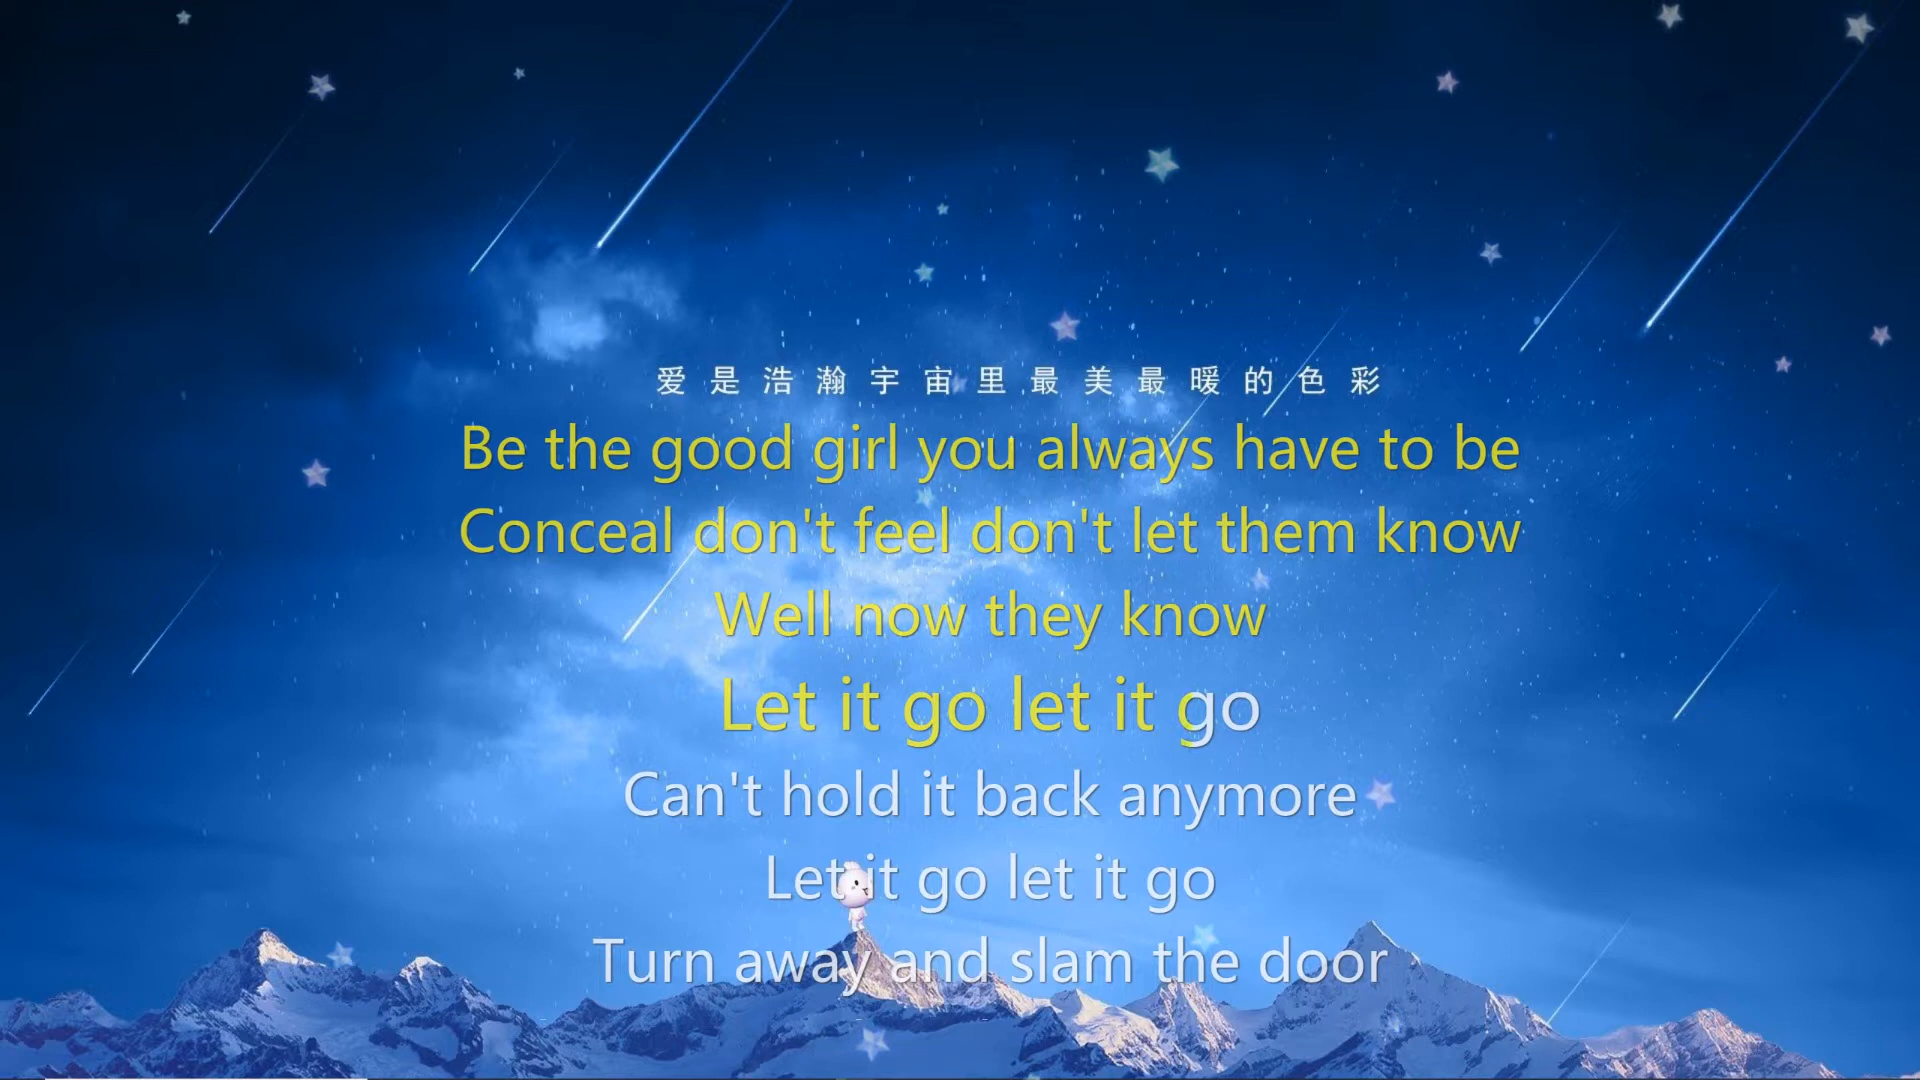 爱是浩瀚宇宙里最美最暖的色彩
Be the good girl you always have to be
Conceal don't feel don't let them know
Well now they know
Let it go let it go
Can't hold it back anymore
Let it go let it go
Turn away and slam the door